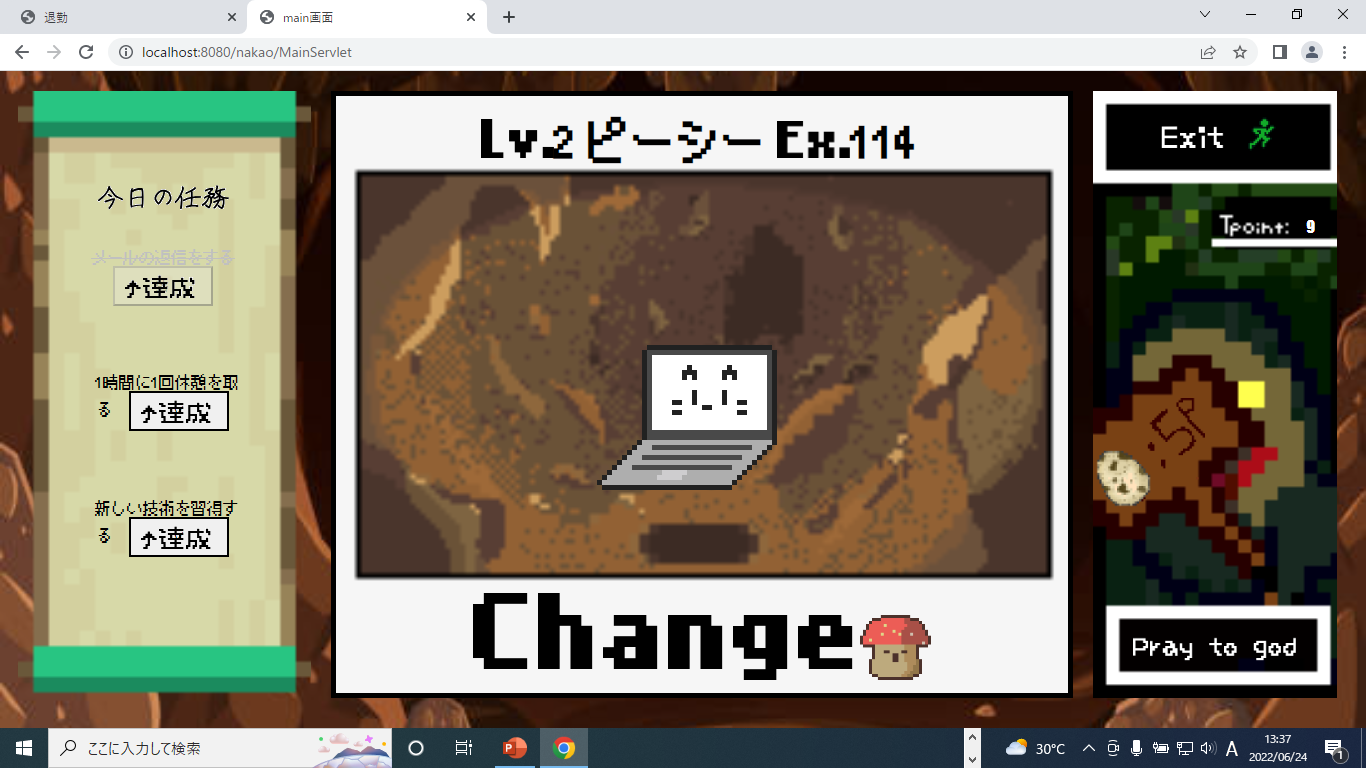 退勤
main画面
localhost:8080/nakao/MainServlet
今日の任務
メールの返信をする
↑達成
1時間に1回休憩を取
る
↑達成
新しい技術を習得す
る
↑達成
Lv.2 ピーシー Ex.114
Change
Exit
Tpoint: 9
Pray to god
ここに入力して検索
30℃
A
13:37
2022/06/24
1